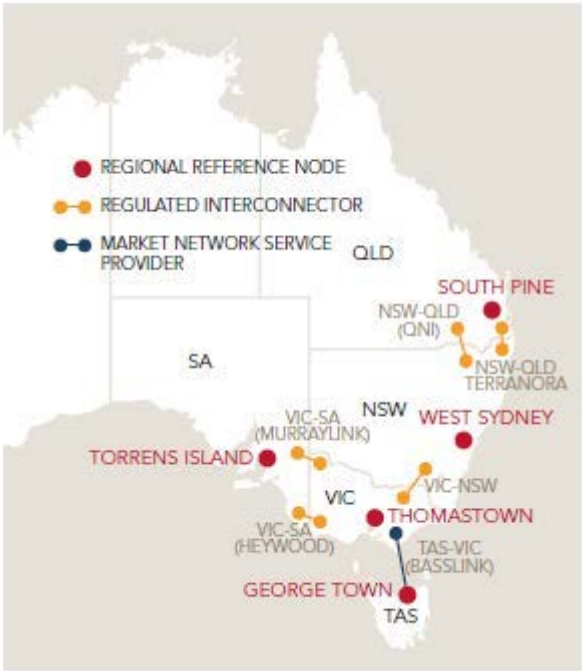 REGIONAL REFERENCE NODE
REGULATED INTERCONNECTOR
MARKET NETWORK SERVICE
PROVIDER
QLD
SOUTH PINE
NSW-QLD
(QNI)
NSW-QLD
TERRANORA
SA
NSW
WEST SYDNEY
VIC-SA
(MURRAYLINK)
TORRENS ISLAND
VIC-NSW
VIC
THOMASTOWN
VIC-SA
(HEYWOOD)
TAS-VIC
(BASSLINK)
GEORGE TOWN
TAS